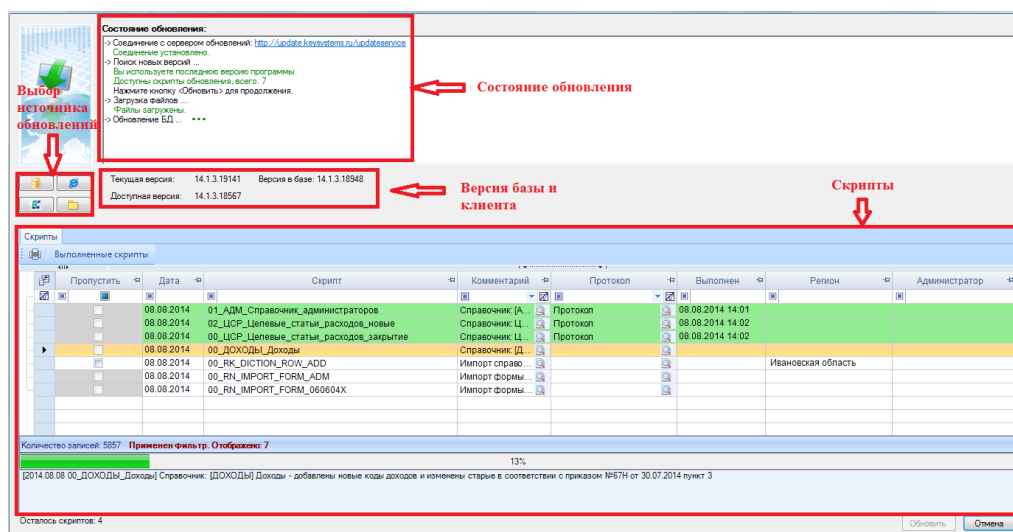 Состояние обновления:
-> Соединение с сервером обновлений: http://update.keysystems.ru/updateservice
Соединение установлено.
-> Поиск новых версий ...
Вы используете последнюю версию программы.
Доступны скрипты обновления, всего: 7
Нажмите кнопку <Обновить> для продолжения.
-> Загрузка файлов ...
Файлы загружены.
-> Обновление БД ...
Выбор
источника
обновлений
Состояние обновления
Текущая версия: 14.1.3.19141 Версия в базе: 14.1.3.18948
Доступная версия: 14.1.3.18567
Версия базы и
клиента
Скрипты
Скрипты
Выполненные скрипты
Пропустить Дата Скрипт Комментарий Протокол Выполнен Регион Администратор
08.08.2014 01_АДМ_Справочник_администраторов Справочник: [А... Протокол 08.08.2014 14:01
08.08.2014 02_ЦСР_Целевые_статьи_расходов_новые Справочник: Ц... Протокол 08.08.2014 14:02
08.08.2014 00_ЦСР_Целевые_статьи_расходов_закрытие Справочник: Ц... Протокол 08.08.2014 14:02
08.08.2014 00_ДОХОДЫ_Доходы Справочник: [Д...
08.08.2014 00_RK_DICTION_ROW_ADD Импорт справо... Ивановская область
08.08.2014 00_RN_IMPORT_FORM_ADM Импорт формы...
08.08.2014 00_RN_IMPORT_FORM_060604X Импорт формы...
Количество записей: 5857 Применен фильтр. Отображено: 7
13%
[2014.08.08 00_ДОХОДЫ_Доходы] Справочник: [ДОХОДЫ] Доходы - добавлены новые коды доходов и изменены старые в соответствии с приказом №67Н от 30.07.2014 пункт 3
Осталось скриптов: 4
Обновить Отмена